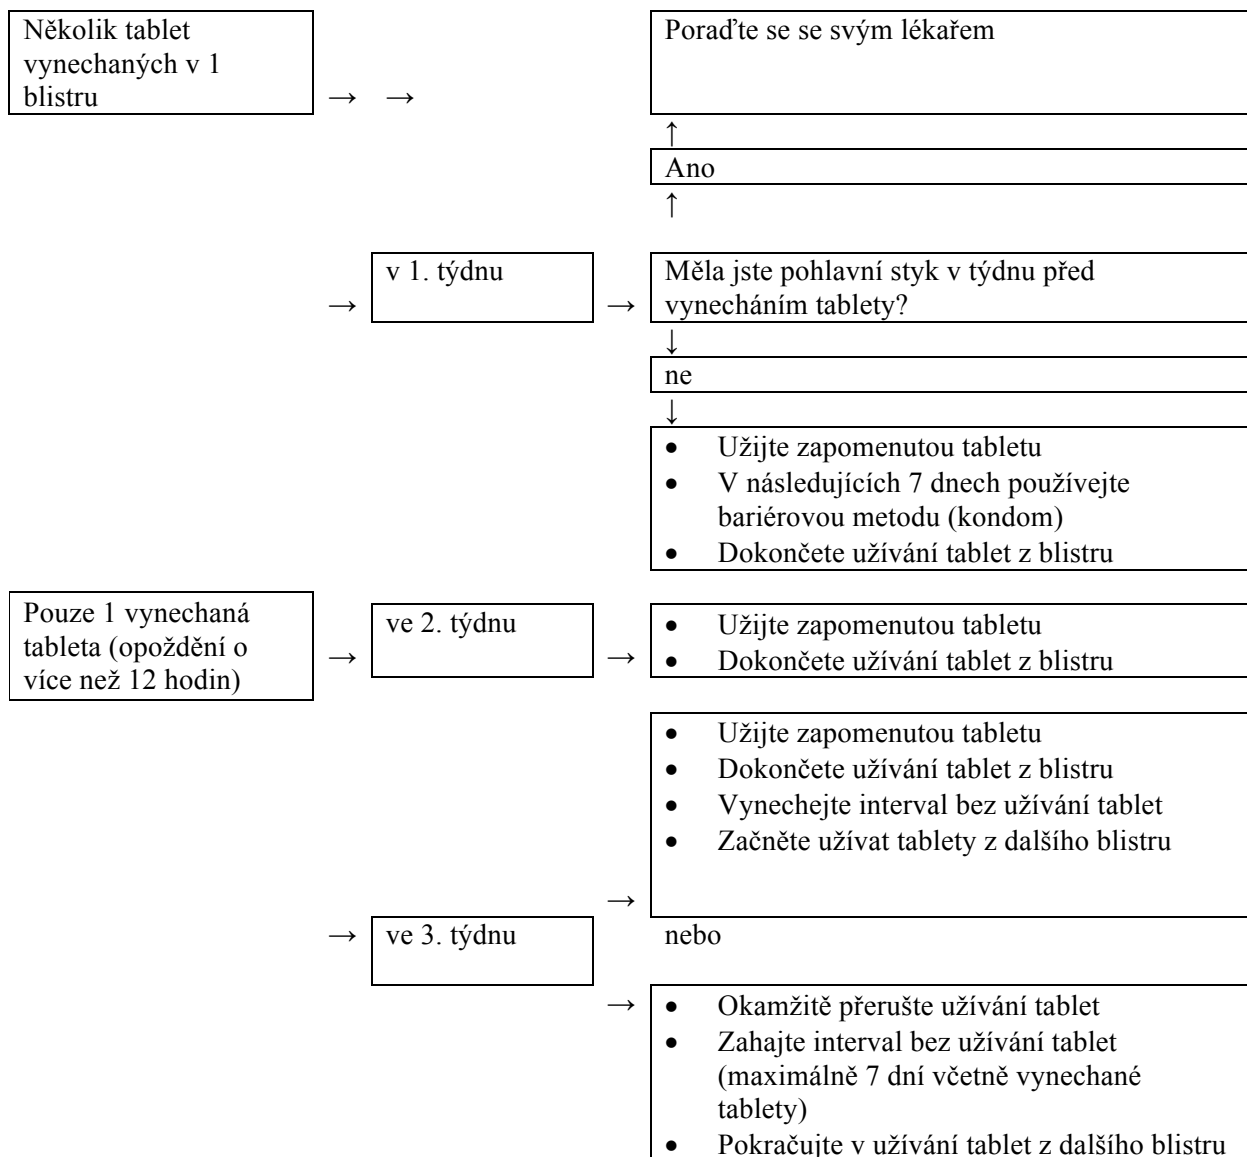 Několik tablet
vynechaných v 1
blistru
→ →
Poraďte se se svým lékařem
↑
Ano
↑
→
v 1. týdnu
→
Měla jste pohlavní styk v týdnu před
vynecháním tablety?
↓
ne
↓
• Užijte zapomenutou tabletu
• V následujících 7 dnech používejte
bariérovou metodu (kondom)
• Dokončete užívání tablet z blistru
Pouze 1 vynechaná
tableta (opoždění o
více než 12 hodin)
→
ve 2. týdnu
→
• Užijte zapomenutou tabletu
• Dokončete užívání tablet z blistru
• Užijte zapomenutou tabletu
• Dokončete užívání tablet z blistru
• Vynechejte interval bez užívání tablet
• Začněte užívat tablety z dalšího blistru
→
→
ve 3. týdnu
nebo
→
• Okamžitě přerušte užívání tablet
• Zahajte interval bez užívání tablet
(maximálně 7 dní včetně vynechané
tablety)
• Pokračujte v užívání tablet z dalšího blistru